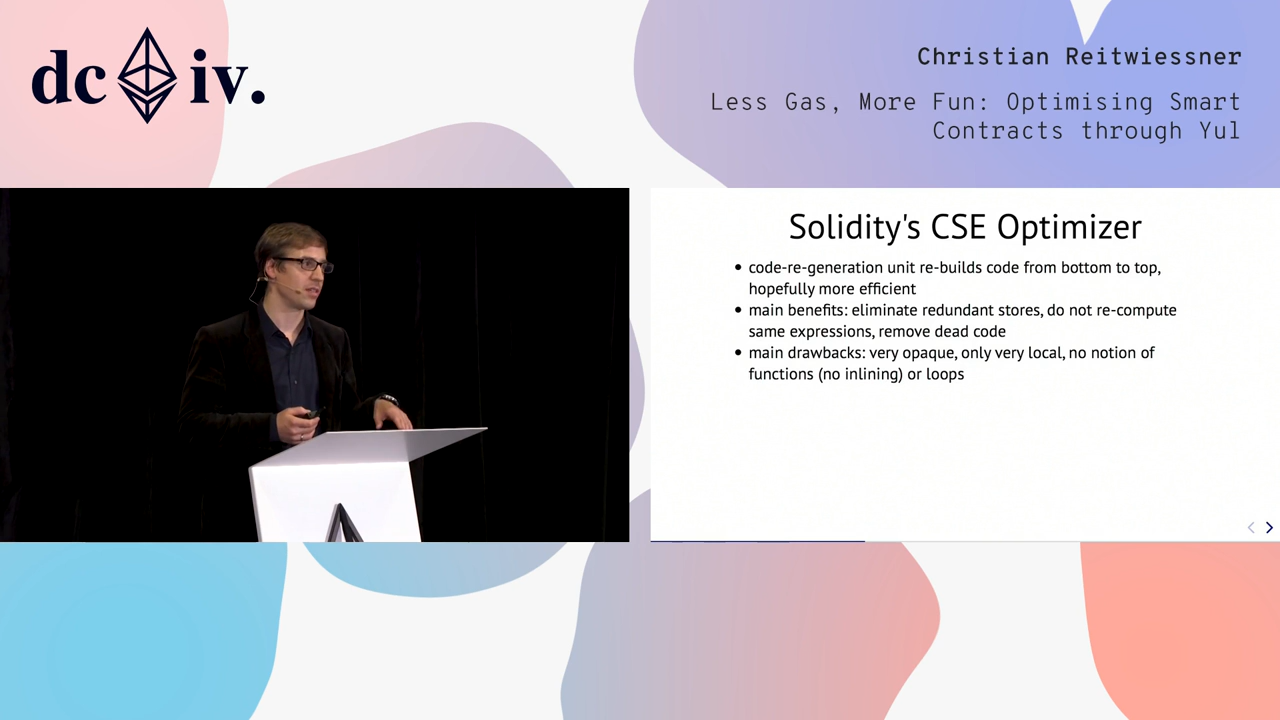 dc iv.
Christian Reitwiessner
Less Gas, More Fun: Optimising Smart
Contracts through Yul
Solidity's CSE Optimizer
• code-re-generation unit re-builds code from bottom to top,
hopefully more efficient
• main benefits: eliminate redundant stores, do not re-compute
same expressions, remove dead code
• main drawbacks: very opaque, only very local, no notion of
functions (no inlining) or loops